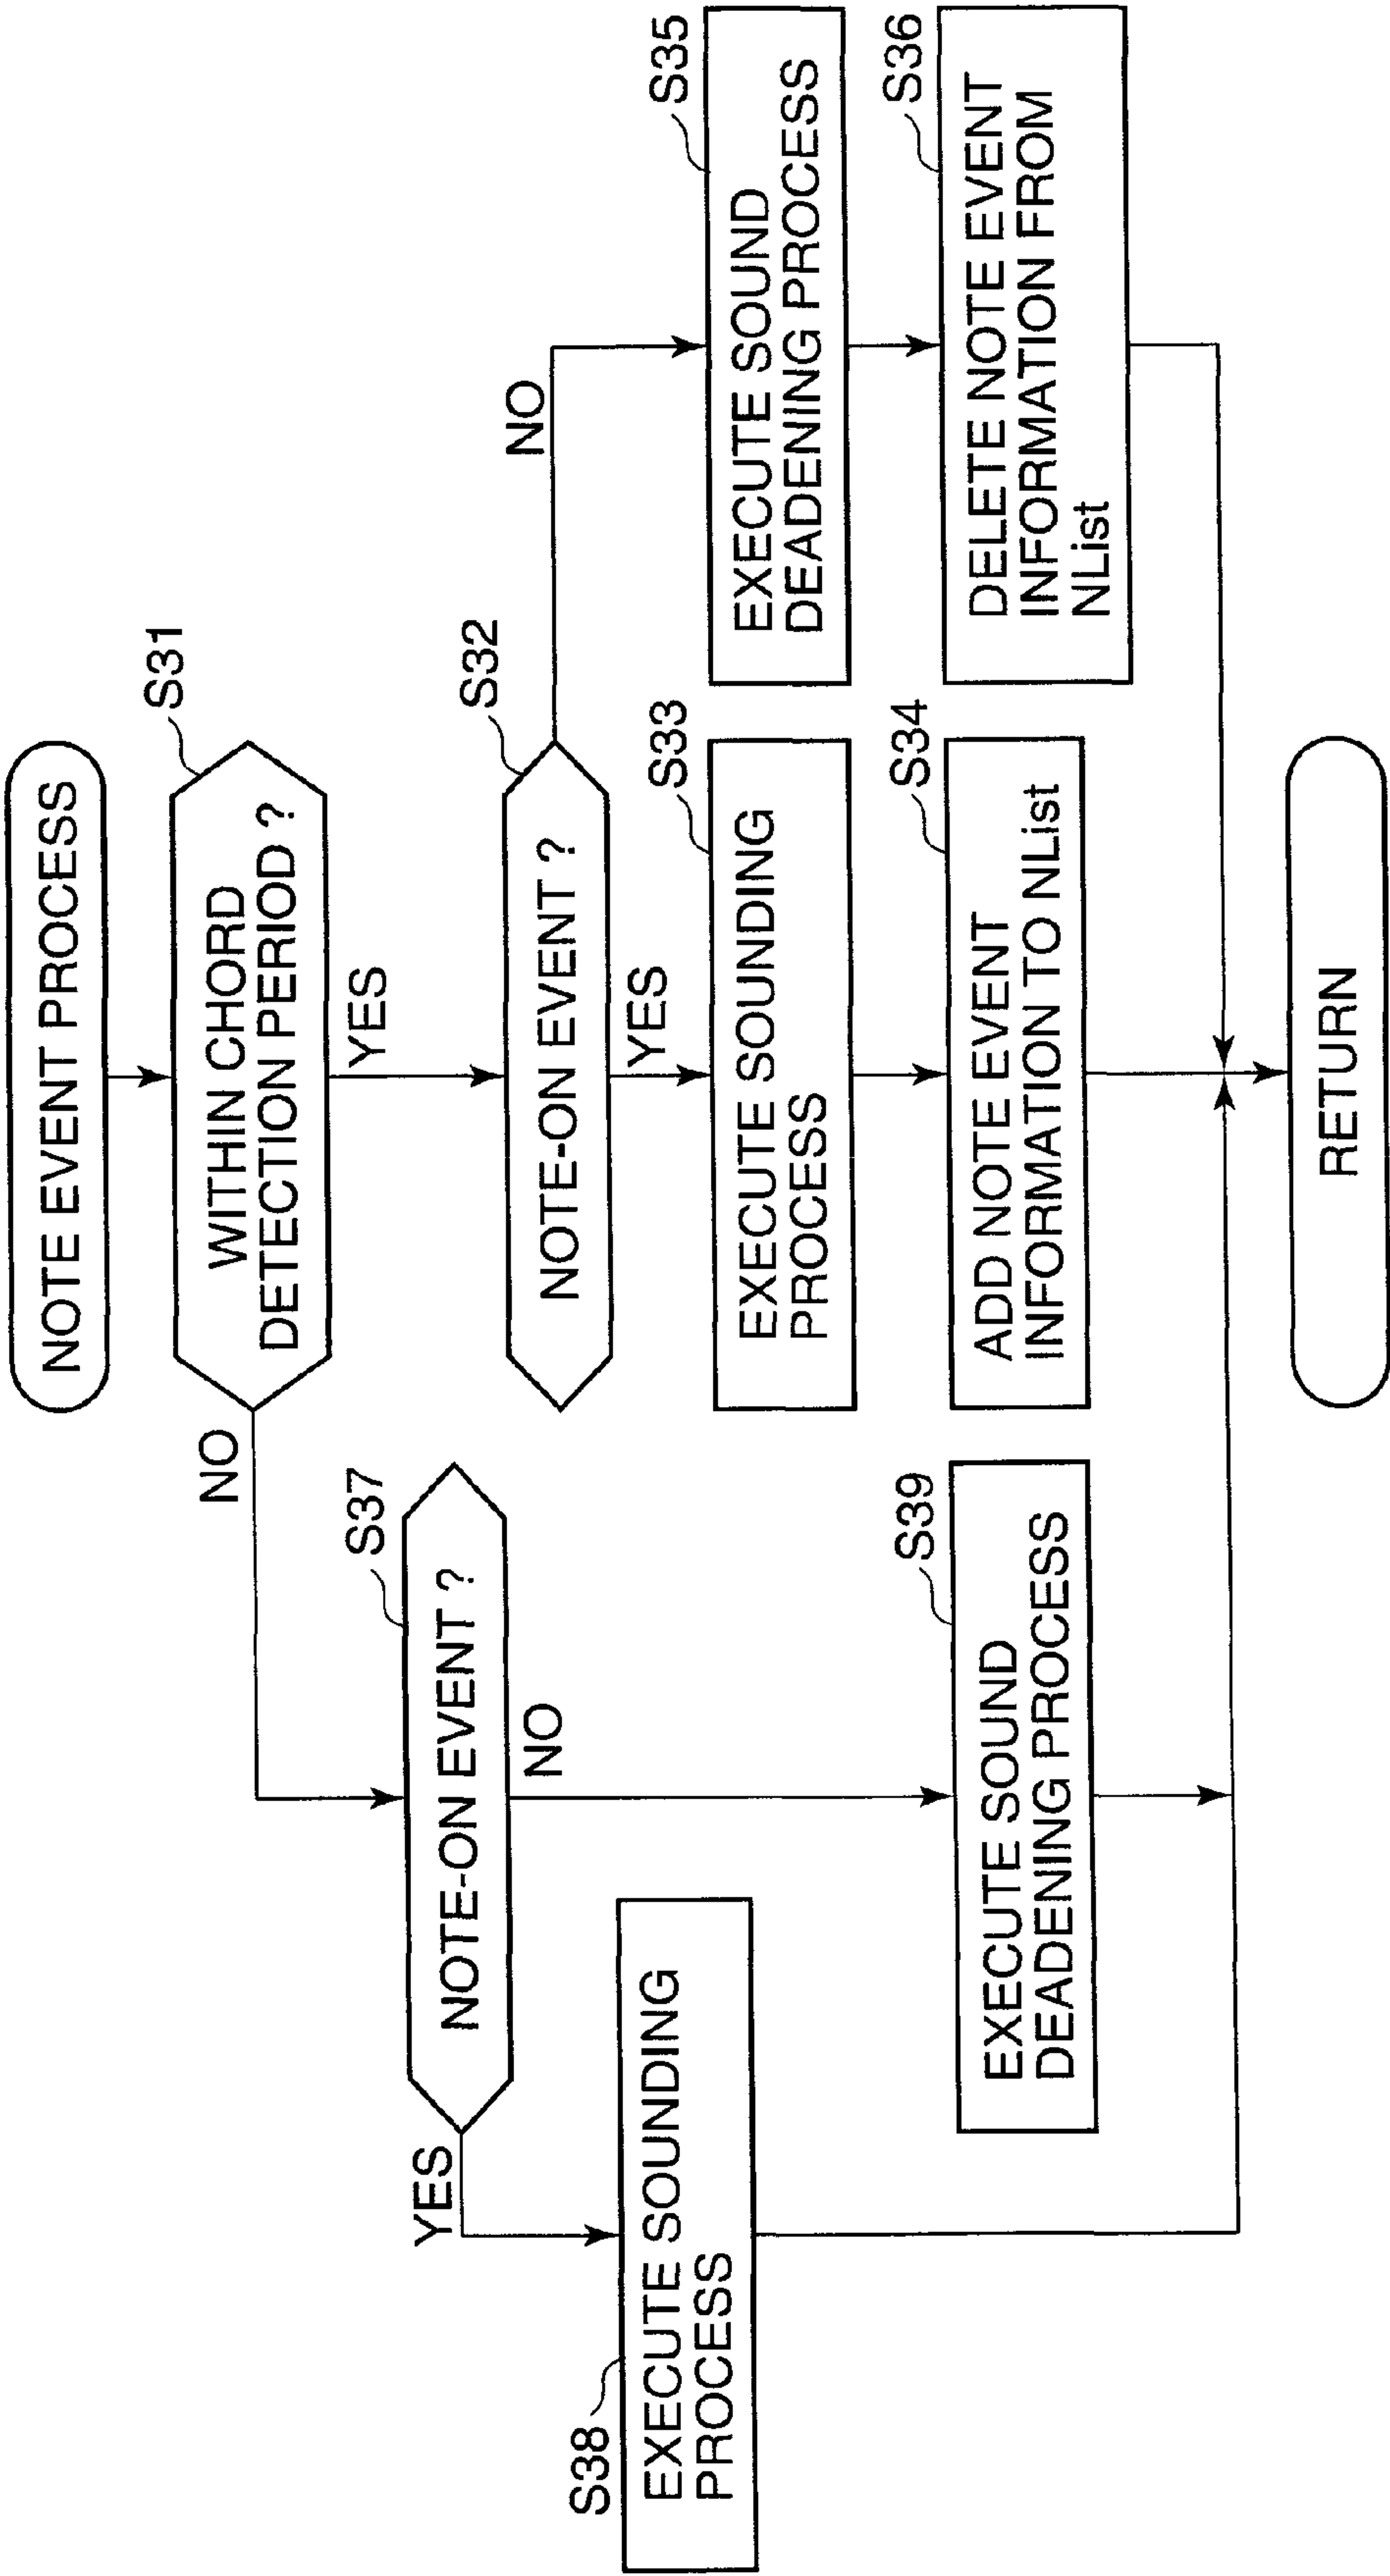 NOTE EVENT PROCESS
S31
WITHIN CHORD
DETECTION PERIOD ?
NO
YES
S37
NOTE-ON EVENT ?
YES
NO
S32
NOTE-ON EVENT ?
YES
NO
S38
EXECUTE SOUNDING
PROCESS
S33
EXECUTE SOUNDING
PROCESS
S35
EXECUTE SOUND
DEADENING PROCESS
S39
EXECUTE SOUND
DEADENING PROCESS
S34
ADD NOTE EVENT
INFORMATION TO NList
S36
DELETE NOTE EVENT
INFORMATION FROM
NList
RETURN